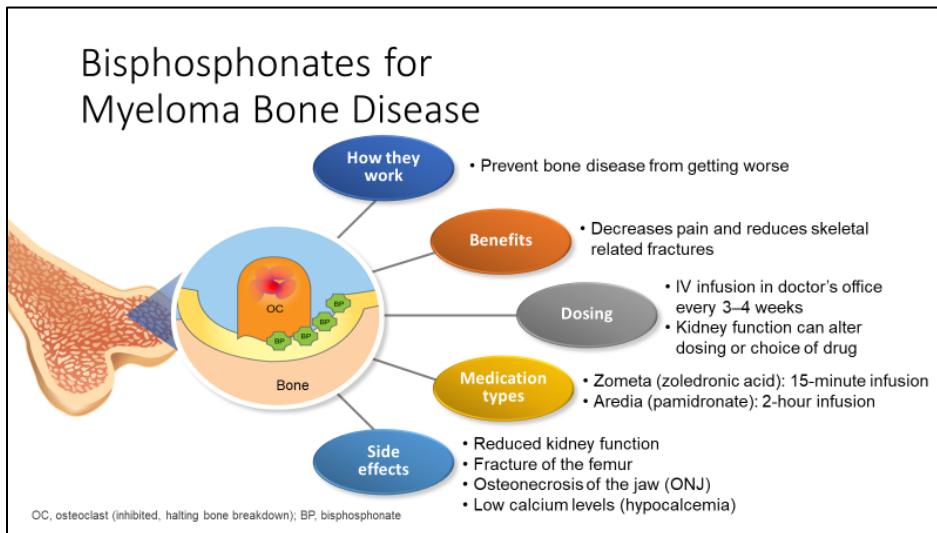 Bisphosphonates for
Myeloma Bone Disease
How they
work
• Prevent bone disease from getting worse
Benefits
• Decreases pain and reduces skeletal
related fractures
Dosing
• IV infusion in doctor's office
every 3–4 weeks
• Kidney function can alter
dosing or choice of drug
Medication
types
• Zometa (zoledronic acid): 15-minute infusion
• Aredia (pamidronate): 2-hour infusion
Side
effects
• Reduced kidney function
• Fracture of the femur
• Osteonecrosis of the jaw (ONJ)
• Low calcium levels (hypocalcemia)
OC
BP
BP
BP
BP
Bone
OC, osteoclast (inhibited, halting bone breakdown); BP, bisphosphonate